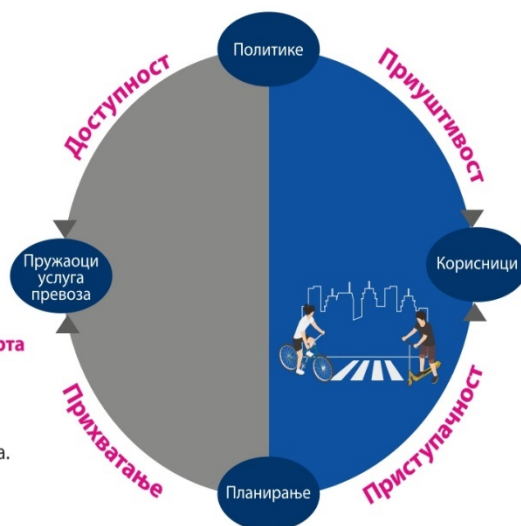 Политике
Доступност
Приуштивост
Пружаоци
услуга
превоза
Корисници
Прихватање
Приступачност
Планирање